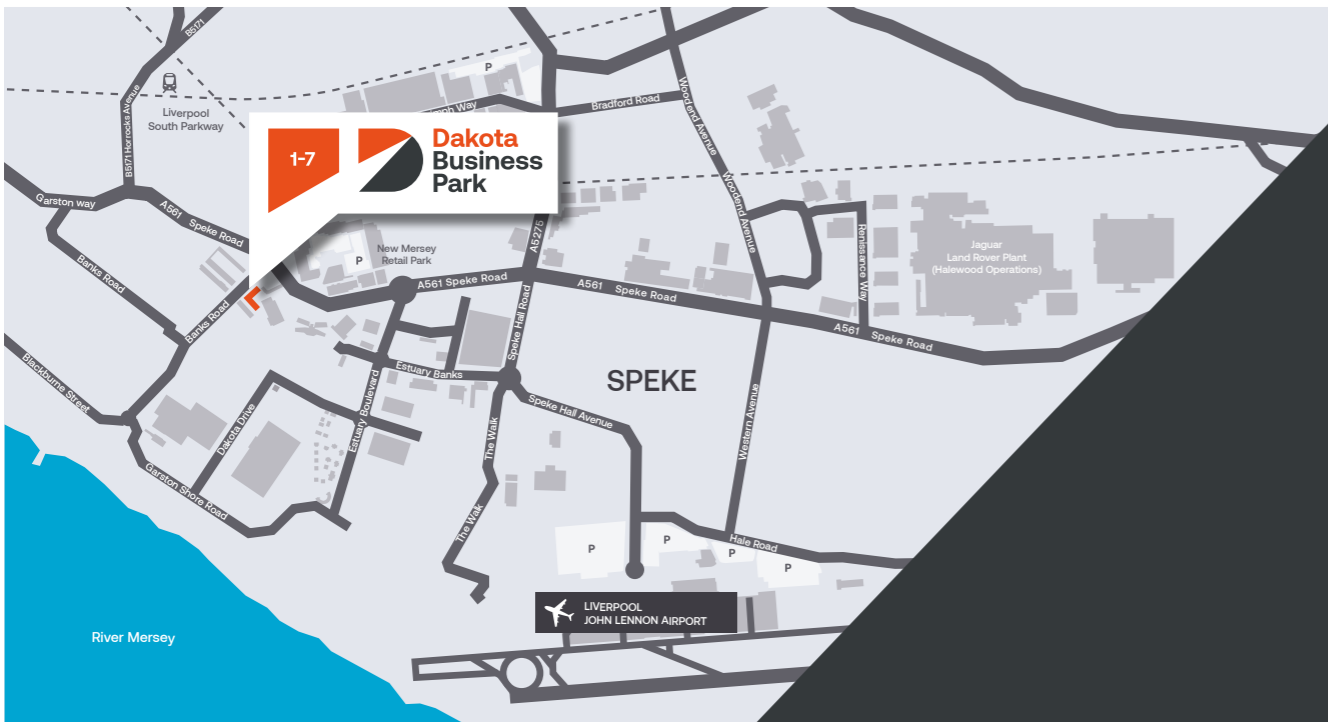 B5171
P
Liverpool
South Parkway
B5171 Horrocks Avenue
Way
Bradford Road
Woodend Avenue
Woodend Avenue
1-7
Dakota
Business
Park
Garston way
A561 Speke Road
A5275
New Mersey
Retail Park
P
Renissance Way
Jaguar
Land Rover Plant
(Halewood Operations)
Banks Road
Banks Road
A561 Speke Road
A561 Speke Road
A561 Speke Road
Speke Hall Road
Blackburne Street
Estuary Banks
SPEKE
Estuary Boulevard
Speke Hall Avenue
Dakota Drive
The Walk
Western Avenue
Garston Shore Road
The Walk
Hale Road
P
P
P
P
LIVERPOOL
JOHN LENNON AIRPORT
River Mersey